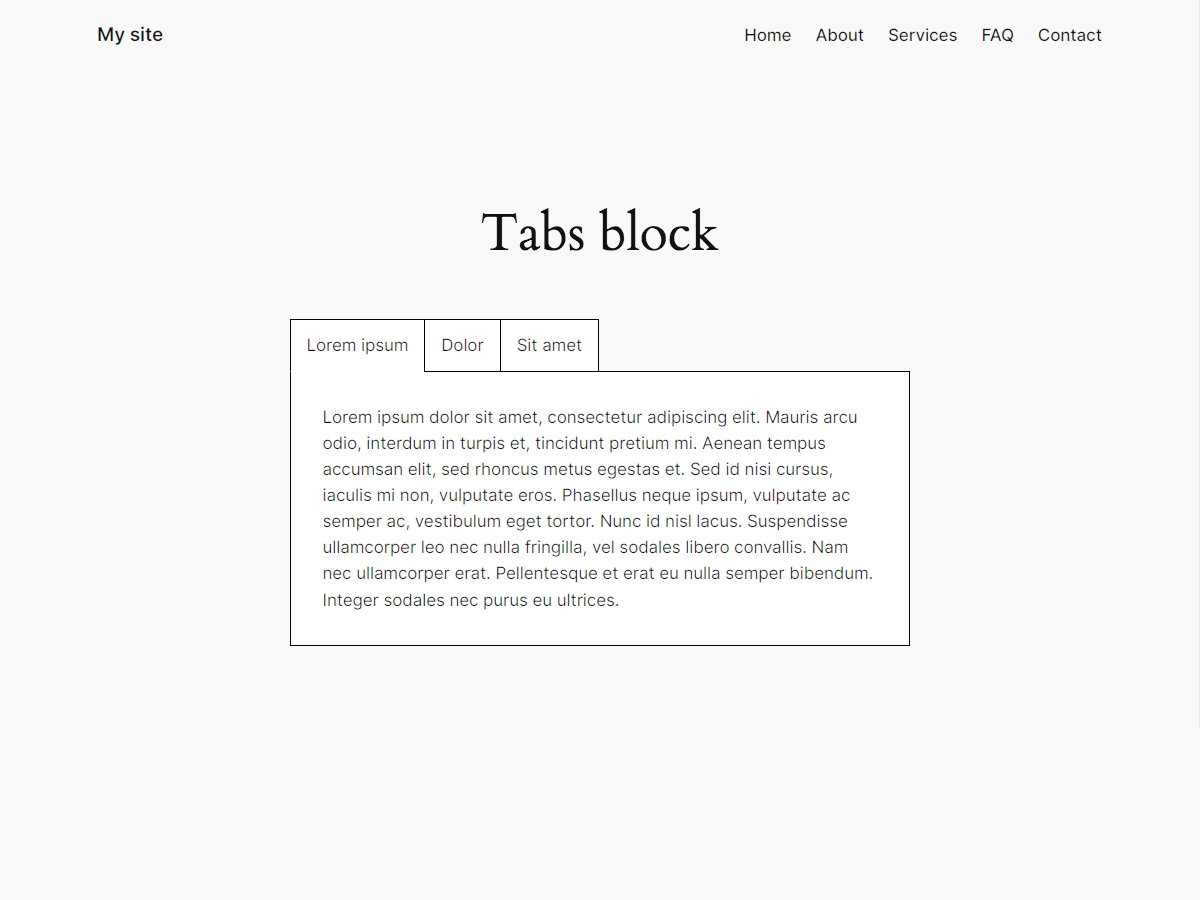 My site
Home About Services FAQ Contact
Tabs block
Lorem ipsum Dolor Sit amet
Lorem ipsum dolor sit amet, consectetur adipiscing elit. Mauris arcu
odio, interdum in turpis et, tincidunt pretium mi. Aenean tempus
accumsan elit, sed rhoncus metus egestas et. Sed id nisi cursus,
iaculis mi non, vulputate eros. Phasellus neque ipsum, vulputate ac
semper ac, vestibulum eget tortor. Nunc id nisl lacus. Suspendisse
ullamcorper leo nec nulla fringilla, vel sodales libero convallis. Nam
nec ullamcorper erat. Pellentesque et erat eu nulla semper bibendum.
Integer sodales nec purus eu ultrices.